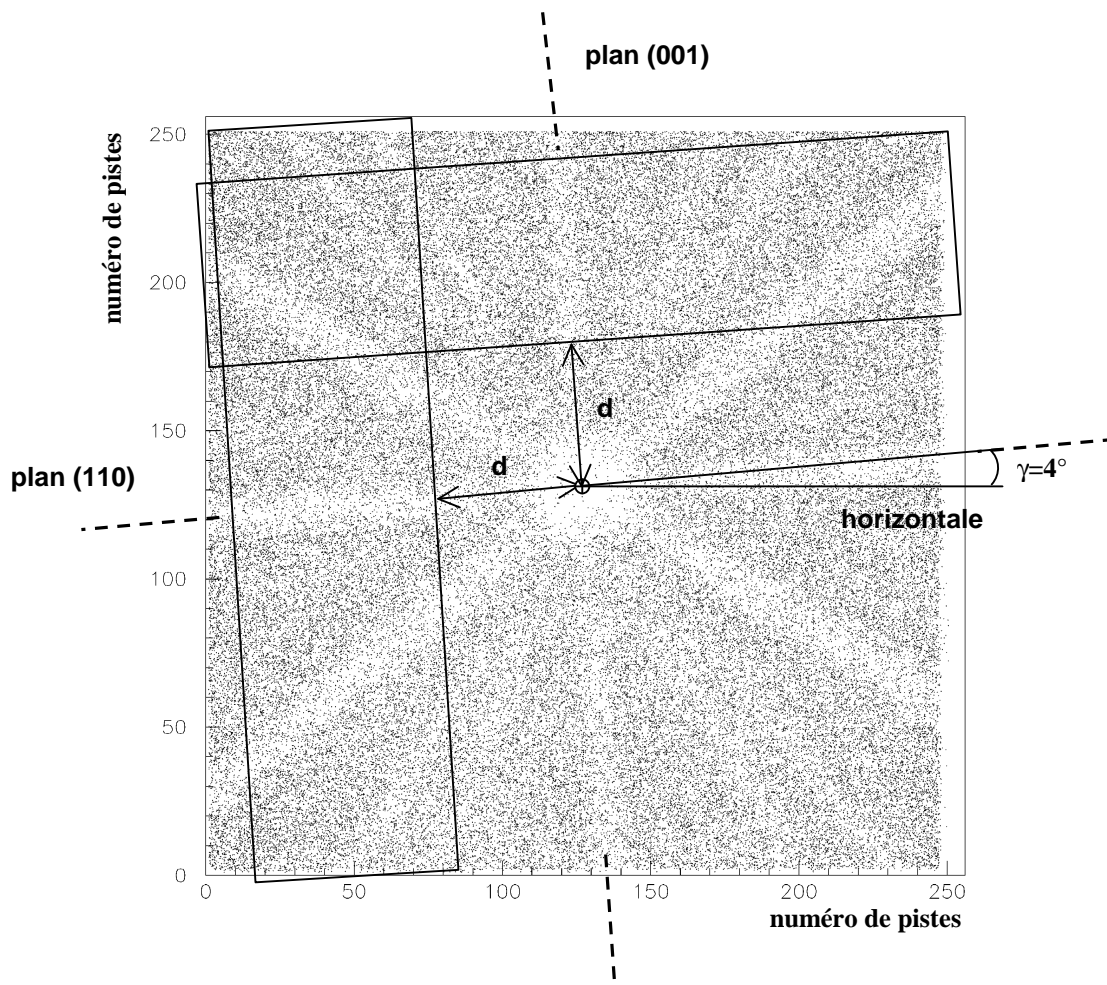 plan (001)
numéro de pistes
250
200
150
100
50
0
plan (110)
d
d
γ=4°
horizontale
0
50
100
150
200
250
numéro de pistes